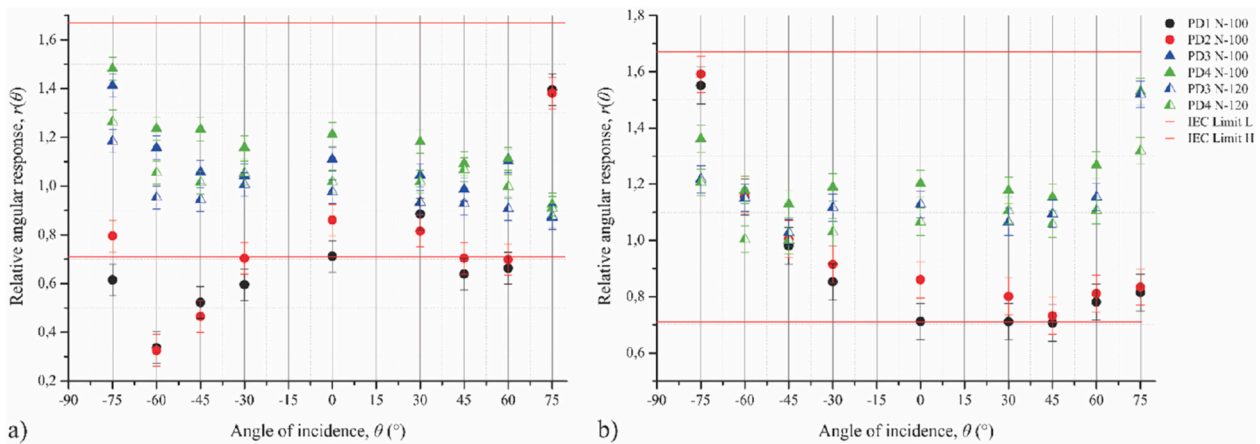 1,6
1,4
1,2
1,0
0,8
0,6
0,4
0,2
Relative angular response, r(θ)
-90 -75 -60 -45 -30 0 15 30 45 60 75
Angle of incidence, θ (°)
a)
1,8
1,6
1,4
1,2
1,0
0,8
0,6
Relative angular response, r(θ)
-90 -75 -60 -45 -30 0 15 30 45 60 75
Angle of incidence, θ (°)
b)
PD1 N-100
PD2 N-100
PD3 N-100
PD4 N-100
PD3 N-120
PD4 N-120
IEC Limit L
IEC Limit H